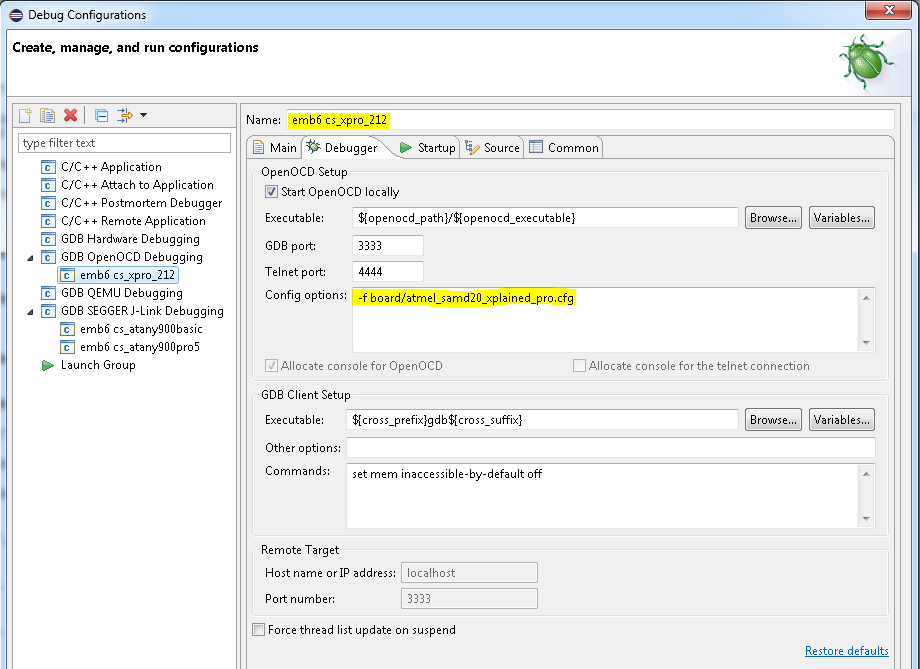 Debug Configurations
Create, manage, and run configurations
type filter text
C/C++ Application
C/C++ Attach to Application
C/C++ Postmortem Debugger
C/C++ Remote Application
GDB Hardware Debugging
GDB OpenOCD Debugging
emb6 cs_xpro_212
GDB QEMU Debugging
GDB SEGGER J-Link Debugging
emb6 cs_atany900basic
emb6 cs_atany900pro5
Launch Group
Name: emb6 cs_xpro_212
Main Debugger Startup Source Common
OpenOCD Setup
Start OpenOCD locally
Executable: ${openocd_path}/${openocd_executable} Browse... Variables...
GDB port: 3333
Telnet port: 4444
Config options: -f board/atmel_samd20_xplained_pro.cfg
Allocate console for OpenOCD Allocate console for the telnet connection
GDB Client Setup
Executable: ${cross_prefix}gdb${cross_suffix} Browse... Variables...
Other options:
Commands: set mem inaccessible-by-default off
Remote Target
Host name or IP address: localhost
Port number: 3333
Force thread list update on suspend
Restore defaults